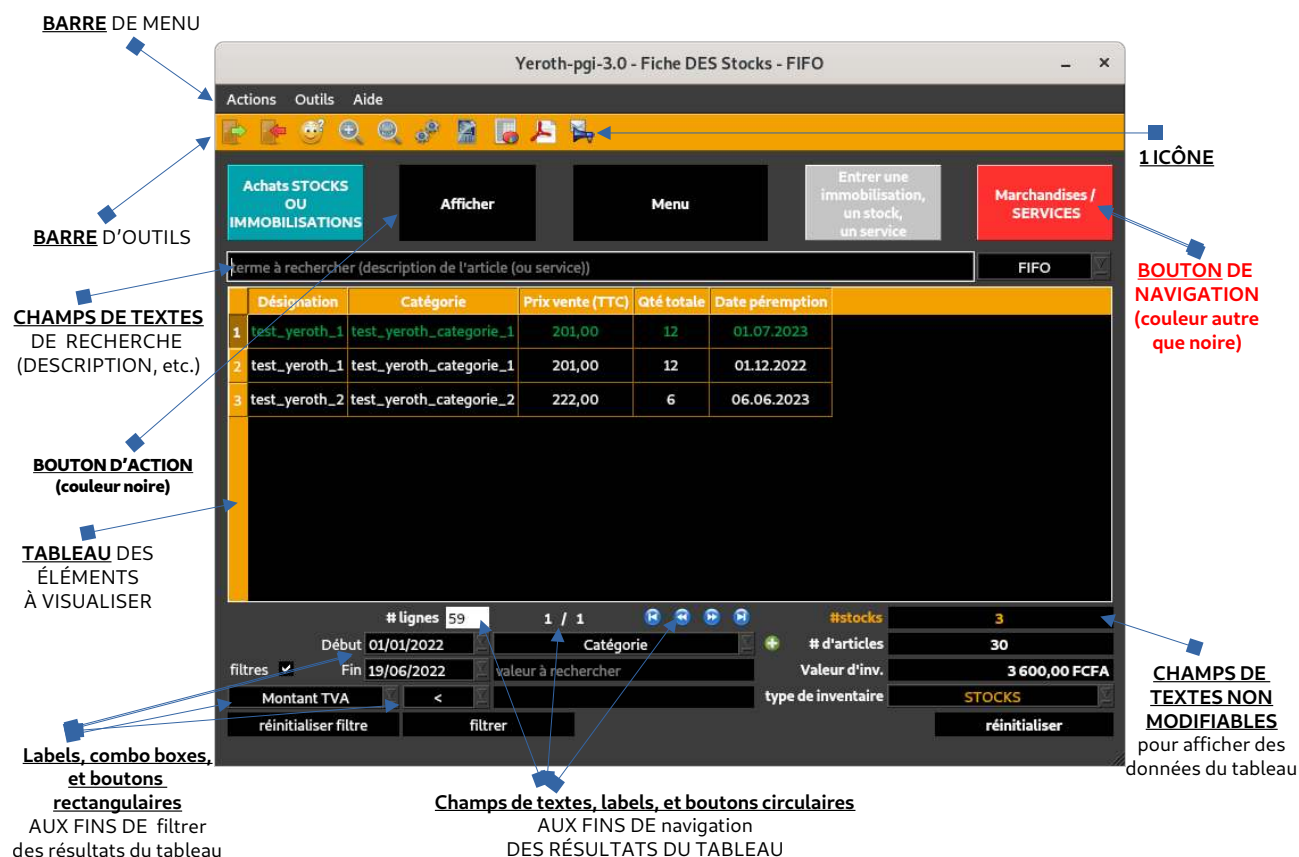 BARRE DE MENU
Yeroth-pgi-3.0 - Fiche DES Stocks - FIFO
Actions Outils Aide
1 ICÔNE
BARRE D'OUTILS
Achats STOCKS
OU
IMMOBILISATIONS
Afficher
Menu
Entrer une
immobilisation,
un stock,
un service
Marchandises /
SERVICES
terme à rechercher (description de l'article (ou service))
FIFO
CHAMPS DE TEXTES
DE RECHERCHE
(DESCRIPTION, etc.)
BOUTON DE
NAVIGATION
(couleur autre
que noire)
Désignation Catégorie Prix vente (TTC) Qté totale Date péremption
1 test_yeroth_1 test_yeroth_categorie_1 201,00 12 01.07.2023
2 test_yeroth_1 test_yeroth_categorie_1 201,00 12 01.12.2022
3 test_yeroth_2 test_yeroth_categorie_2 222,00 6 06.06.2023
BOUTON D'ACTION
(couleur noire)
TABLEAU DES
ÉLÉMENTS
À VISUALISER
# lignes 59 1 / 1 #stocks 3
Début 01/01/2022 Catégorie # d'articles 30
filtres Fin 19/06/2022 valeur à rechercher Valeur d'inv. 3 600,00 FCFA
Montant TVA < type de inventaire STOCKS
réinitialiser filtre filtrer réinitialiser
CHAMPS DE
TEXTES NON
MODIFIABLES
pour afficher des
données du tableau
Labels, combo boxes,
et boutons
rectangulaires
AUX FINS DE filtrer
des résultats du tableau
Champs de textes, labels, et boutons circulaires
AUX FINS DE navigation
DES RÉSULTATS DU TABLEAU